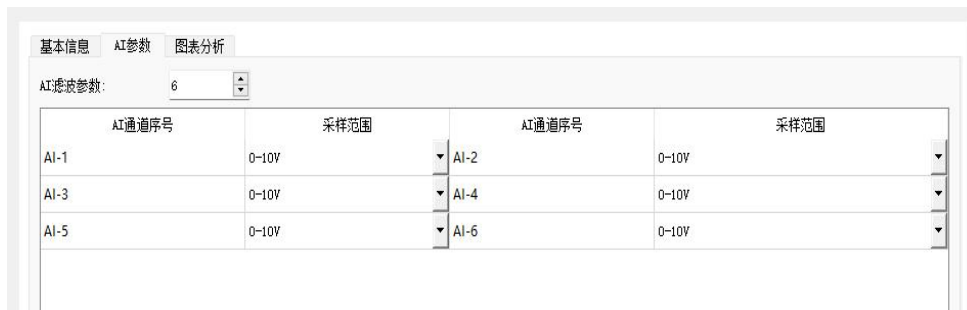 基本信息 AI参数 图表分析
AI滤波参数: 6
AI通道序号 采样范围 AI通道序号 采样范围
AI-1 0-10V AI-2 0-10V
AI-3 0-10V AI-4 0-10V
AI-5 0-10V AI-6 0-10V